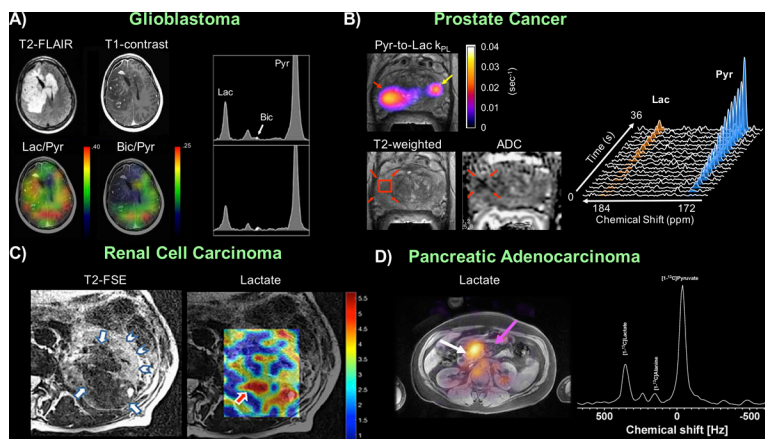 A) Glioblastoma
T2-FLAIR T1-contrast
Lac
Bic
Pyr
Lac/Pyr
.40
Bic/Pyr
.25
B) Prostate Cancer
Pyr-to-Lac kPL
0.04
0.03
0.02
0.01
0
(sec-1)
T2-weighted
ADC
Lac
Pyr
36
Time (s)
0
184 172
Chemical Shift (ppm)
C) Renal Cell Carcinoma
T2-FSE
Lactate
5.5
5
4.5
4
3.5
3
2.5
2
1.5
1
D) Pancreatic Adenocarcinoma
Lactate
[1-13C]Lactate
[1-13C]Alanine
[1-13C]Pyruvate
500 0 -500
Chemical shift [Hz]